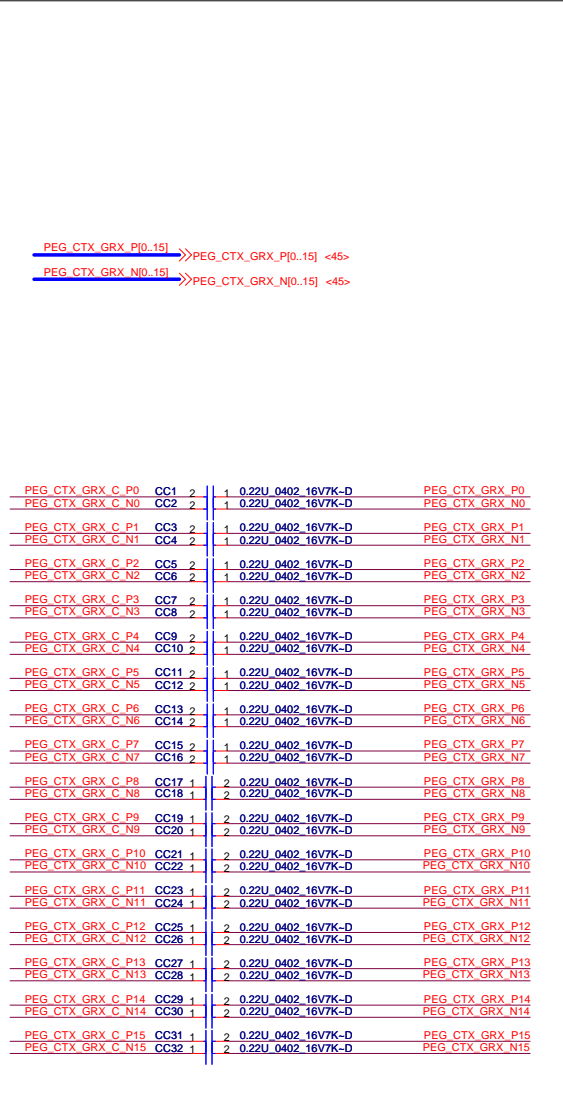 PEG_CTX_GRX_P[0..15] PEG_CTX_GRX_P[0..15] <45>
PEG_CTX_GRX_N[0..15] PEG_CTX_GRX_N[0..15] <45>
PEG_CTX_GRX_C_P0 CC1 2 1 0.22U_0402_16V7K~D PEG_CTX_GRX_P0
PEG_CTX_GRX_C_N0 CC2 2 1 0.22U_0402_16V7K~D PEG_CTX_GRX_N0
PEG_CTX_GRX_C_P1 CC3 2 1 0.22U_0402_16V7K~D PEG_CTX_GRX_P1
PEG_CTX_GRX_C_N1 CC4 2 1 0.22U_0402_16V7K~D PEG_CTX_GRX_N1
PEG_CTX_GRX_C_P2 CC5 2 1 0.22U_0402_16V7K~D PEG_CTX_GRX_P2
PEG_CTX_GRX_C_N2 CC6 2 1 0.22U_0402_16V7K~D PEG_CTX_GRX_N2
PEG_CTX_GRX_C_P3 CC7 2 1 0.22U_0402_16V7K~D PEG_CTX_GRX_P3
PEG_CTX_GRX_C_N3 CC8 2 1 0.22U_0402_16V7K~D PEG_CTX_GRX_N3
PEG_CTX_GRX_C_P4 CC9 2 1 0.22U_0402_16V7K~D PEG_CTX_GRX_P4
PEG_CTX_GRX_C_N4 CC10 2 1 0.22U_0402_16V7K~D PEG_CTX_GRX_N4
PEG_CTX_GRX_C_P5 CC11 2 1 0.22U_0402_16V7K~D PEG_CTX_GRX_P5
PEG_CTX_GRX_C_N5 CC12 2 1 0.22U_0402_16V7K~D PEG_CTX_GRX_N5
PEG_CTX_GRX_C_P6 CC13 2 1 0.22U_0402_16V7K~D PEG_CTX_GRX_P6
PEG_CTX_GRX_C_N6 CC14 2 1 0.22U_0402_16V7K~D PEG_CTX_GRX_N6
PEG_CTX_GRX_C_P7 CC15 2 1 0.22U_0402_16V7K~D PEG_CTX_GRX_P7
PEG_CTX_GRX_C_N7 CC16 2 1 0.22U_0402_16V7K~D PEG_CTX_GRX_N7
PEG_CTX_GRX_C_P8 CC17 1 2 0.22U_0402_16V7K~D PEG_CTX_GRX_P8
PEG_CTX_GRX_C_N8 CC18 1 2 0.22U_0402_16V7K~D PEG_CTX_GRX_N8
PEG_CTX_GRX_C_P9 CC19 1 2 0.22U_0402_16V7K~D PEG_CTX_GRX_P9
PEG_CTX_GRX_C_N9 CC20 1 2 0.22U_0402_16V7K~D PEG_CTX_GRX_N9
PEG_CTX_GRX_C_P10 CC21 1 2 0.22U_0402_16V7K~D PEG_CTX_GRX_P10
PEG_CTX_GRX_C_N10 CC22 1 2 0.22U_0402_16V7K~D PEG_CTX_GRX_N10
PEG_CTX_GRX_C_P11 CC23 1 2 0.22U_0402_16V7K~D PEG_CTX_GRX_P11
PEG_CTX_GRX_C_N11 CC24 1 2 0.22U_0402_16V7K~D PEG_CTX_GRX_N11
PEG_CTX_GRX_C_P12 CC25 1 2 0.22U_0402_16V7K~D PEG_CTX_GRX_P12
PEG_CTX_GRX_C_N12 CC26 1 2 0.22U_0402_16V7K~D PEG_CTX_GRX_N12
PEG_CTX_GRX_C_P13 CC27 1 2 0.22U_0402_16V7K~D PEG_CTX_GRX_P13
PEG_CTX_GRX_C_N13 CC28 1 2 0.22U_0402_16V7K~D PEG_CTX_GRX_N13
PEG_CTX_GRX_C_P14 CC29 1 2 0.22U_0402_16V7K~D PEG_CTX_GRX_P14
PEG_CTX_GRX_C_N14 CC30 1 2 0.22U_0402_16V7K~D PEG_CTX_GRX_N14
PEG_CTX_GRX_C_P15 CC31 1 2 0.22U_0402_16V7K~D PEG_CTX_GRX_P15
PEG_CTX_GRX_C_N15 CC32 1 2 0.22U_0402_16V7K~D PEG_CTX_GRX_N15